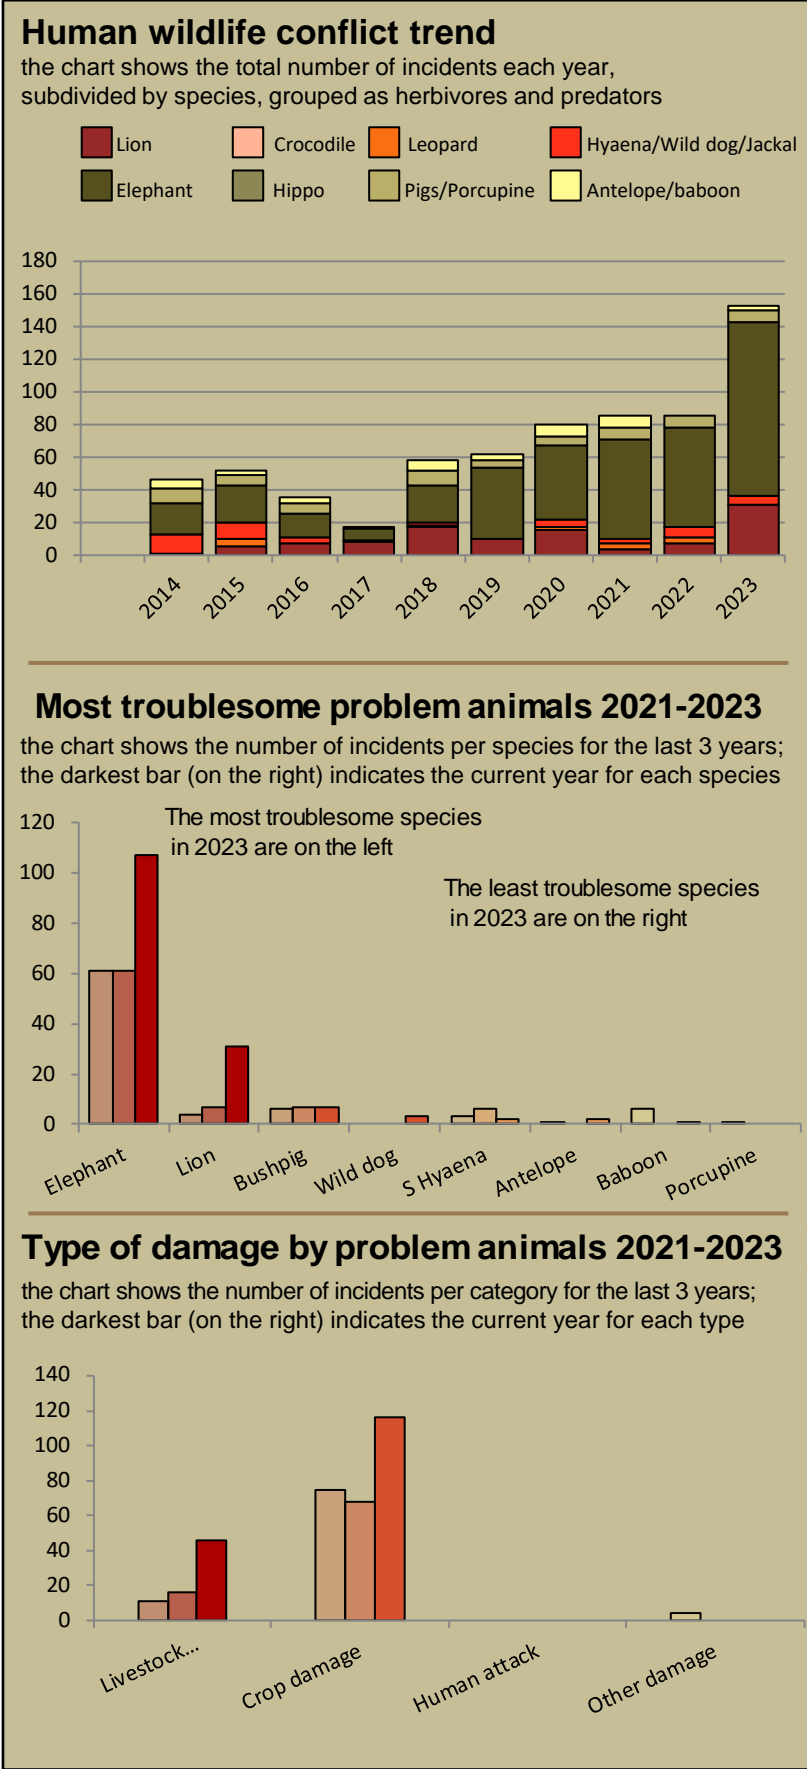 Human wildlife conflict trend
the chart shows the total number of incidents each year,
subdivided by species, grouped as herbivores and predators
Lion Crocodile Leopard Hyaena/Wild dog/Jackal
Elephant Hippo Pigs/Porcupine Antelope/baboon
180
160
140
120
100
80
60
40
20
0
2014 2015 2016 2017 2018 2019 2020 2021 2022 2023
Most troublesome problem animals 2021-2023
the chart shows the number of incidents per species for the last 3 years;
the darkest bar (on the right) indicates the current year for each species
The most troublesome species
in 2023 are on the left
The least troublesome species
in 2023 are on the right
120
100
80
60
40
20
0
Elephant Lion Bushpig Wild dog S Hyaena Antelope Baboon Porcupine
Type of damage by problem animals 2021-2023
the chart shows the number of incidents per category for the last 3 years;
the darkest bar (on the right) indicates the current year for each type
140
120
100
80
60
40
20
0
Livestock... Crop damage Human attack Other damage